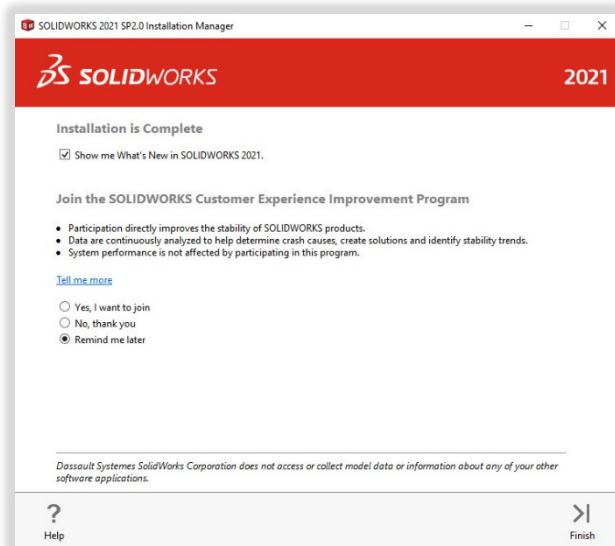 SOLIDWORKS 2021 SP2.0 Installation Manager
SOLIDWORKS
2021
Installation is Complete
Show me What's New in SOLIDWORKS 2021.
Join the SOLIDWORKS Customer Experience Improvement Program
• Participation directly improves the stability of SOLIDWORKS products.
• Data are continuously analyzed to help determine crash causes, create solutions and identify stability trends.
• System performance is not affected by participating in this program.
Tell me more
Yes, I want to join
No, thank you
Remind me later
Dassault Systemes SolidWorks Corporation does not access or collect model data or information about any of your other
software applications.
?
Help
Finish